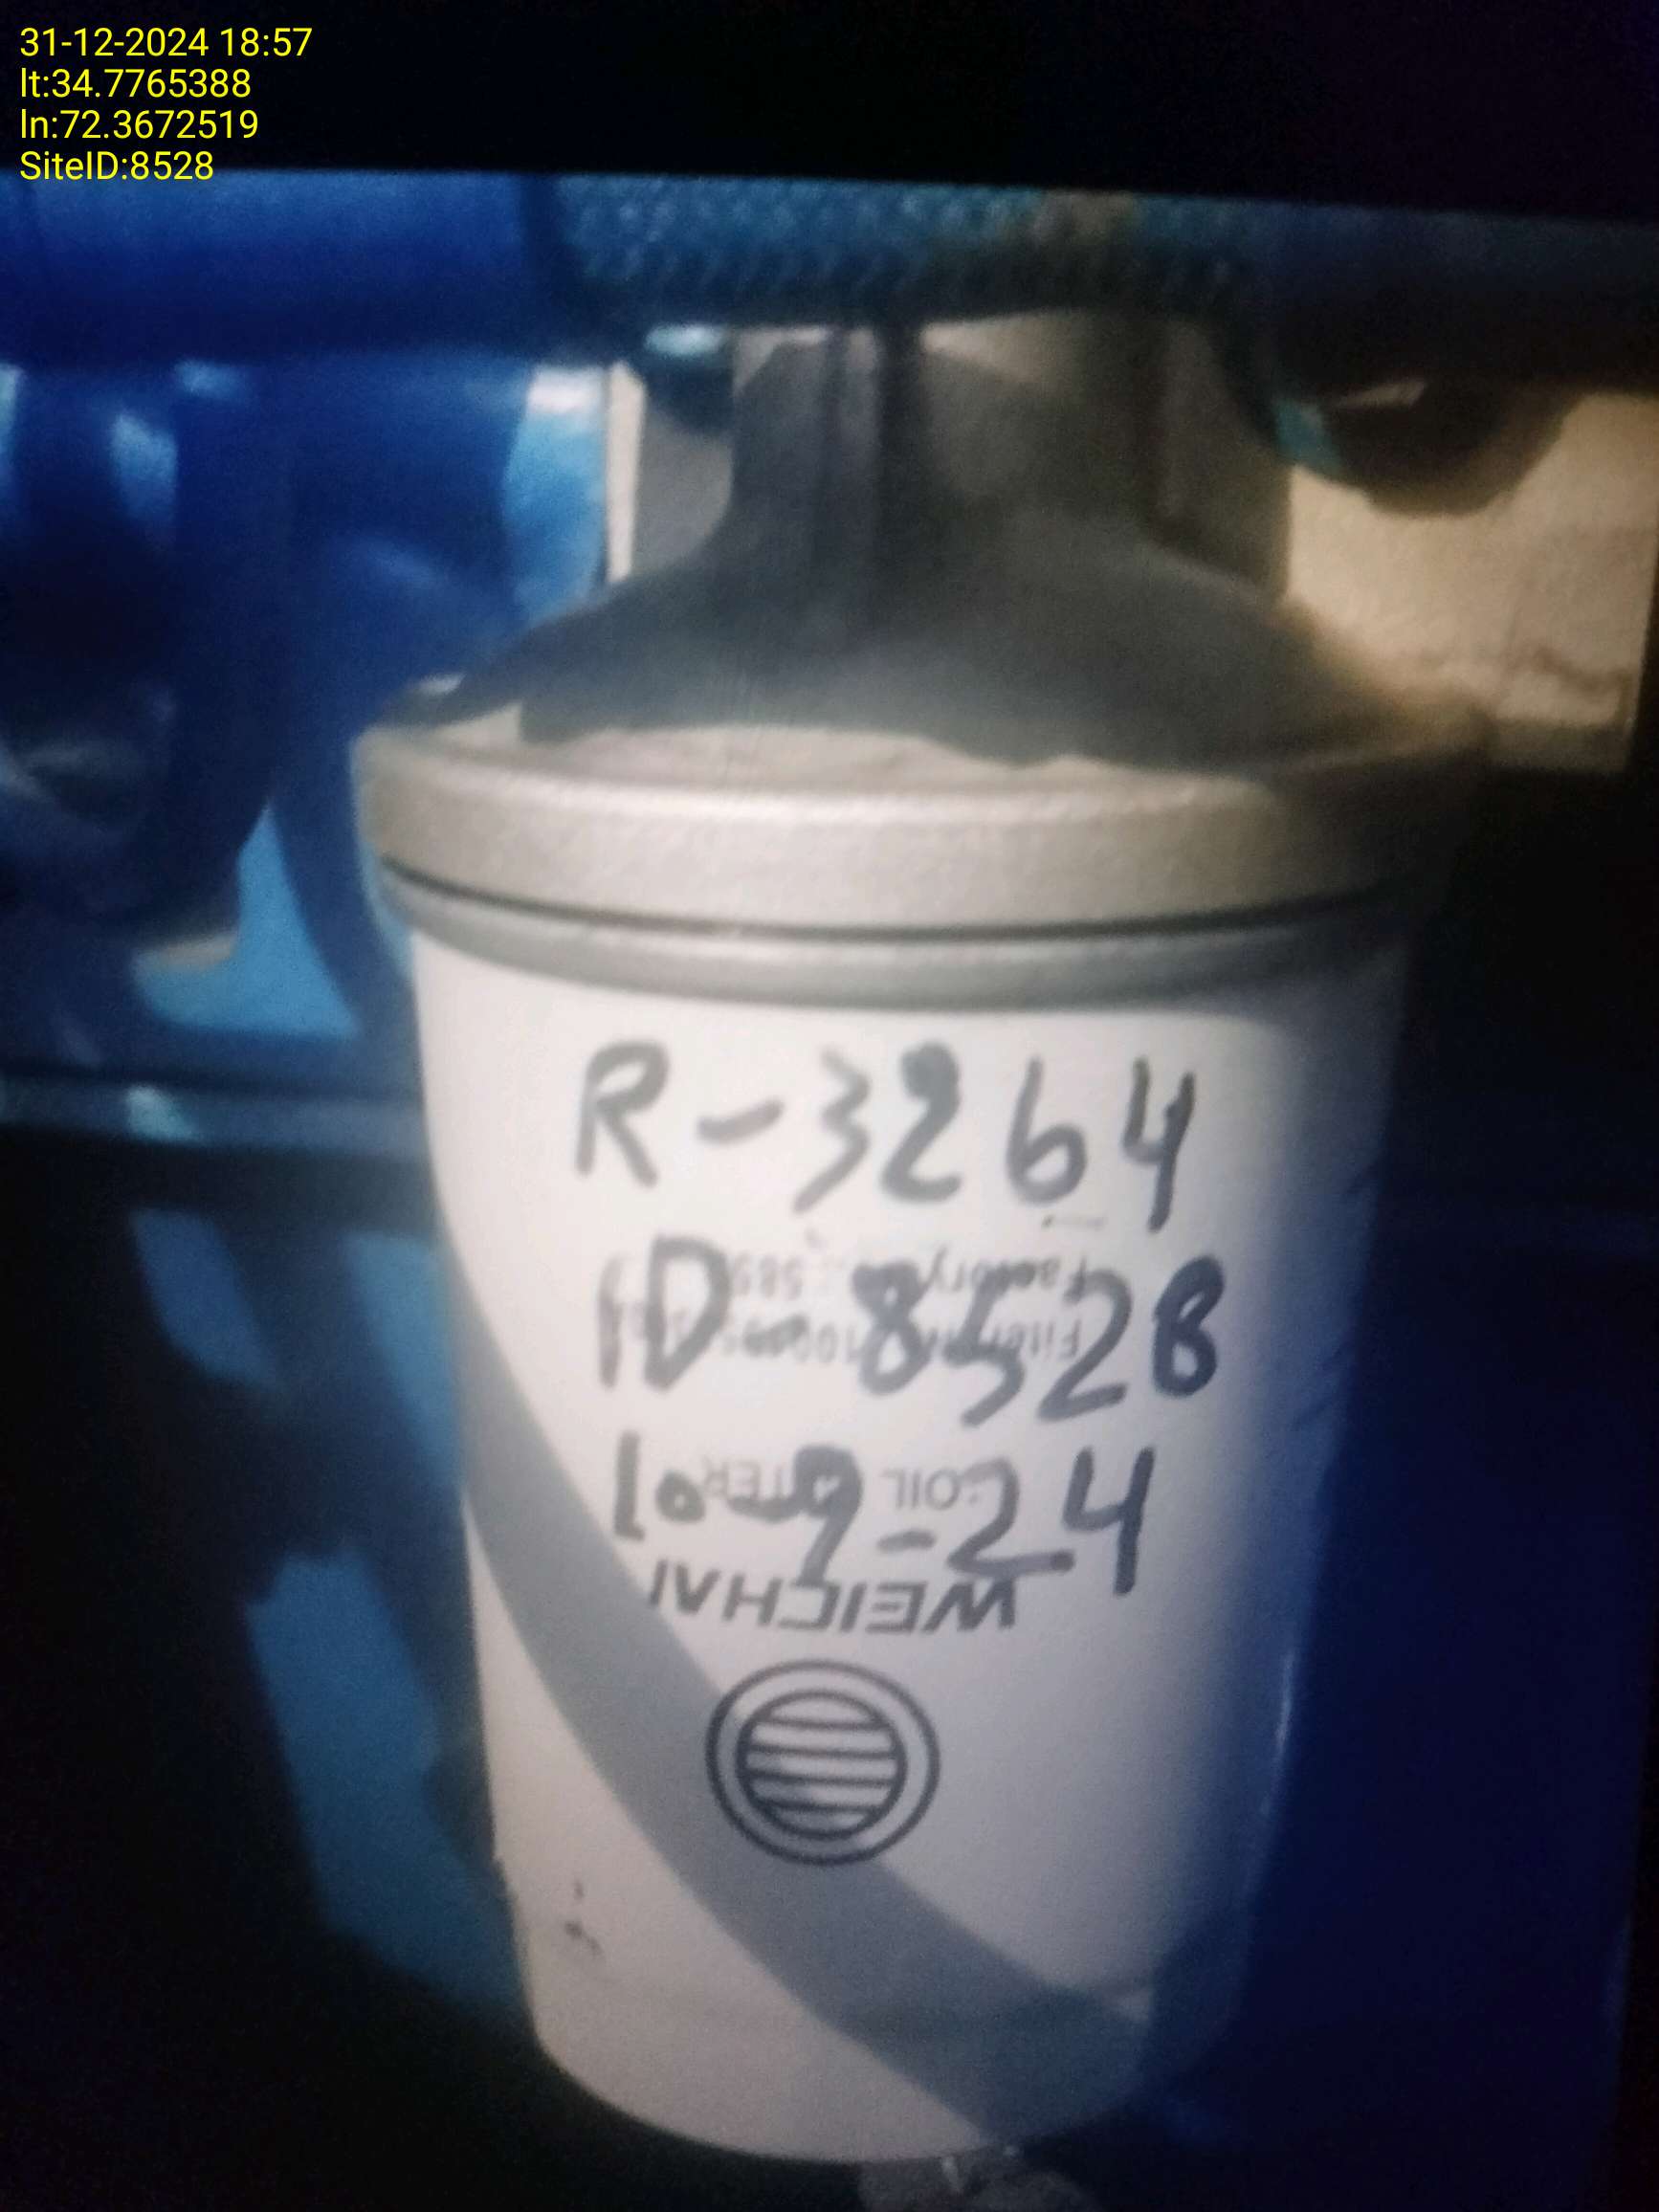 31-12-2024 18:57
lt:34.7765388
ln:72.3672519
SiteID:8528
R-3264
ID-8528
10-9-24
Factory
OIL
WEICHAI